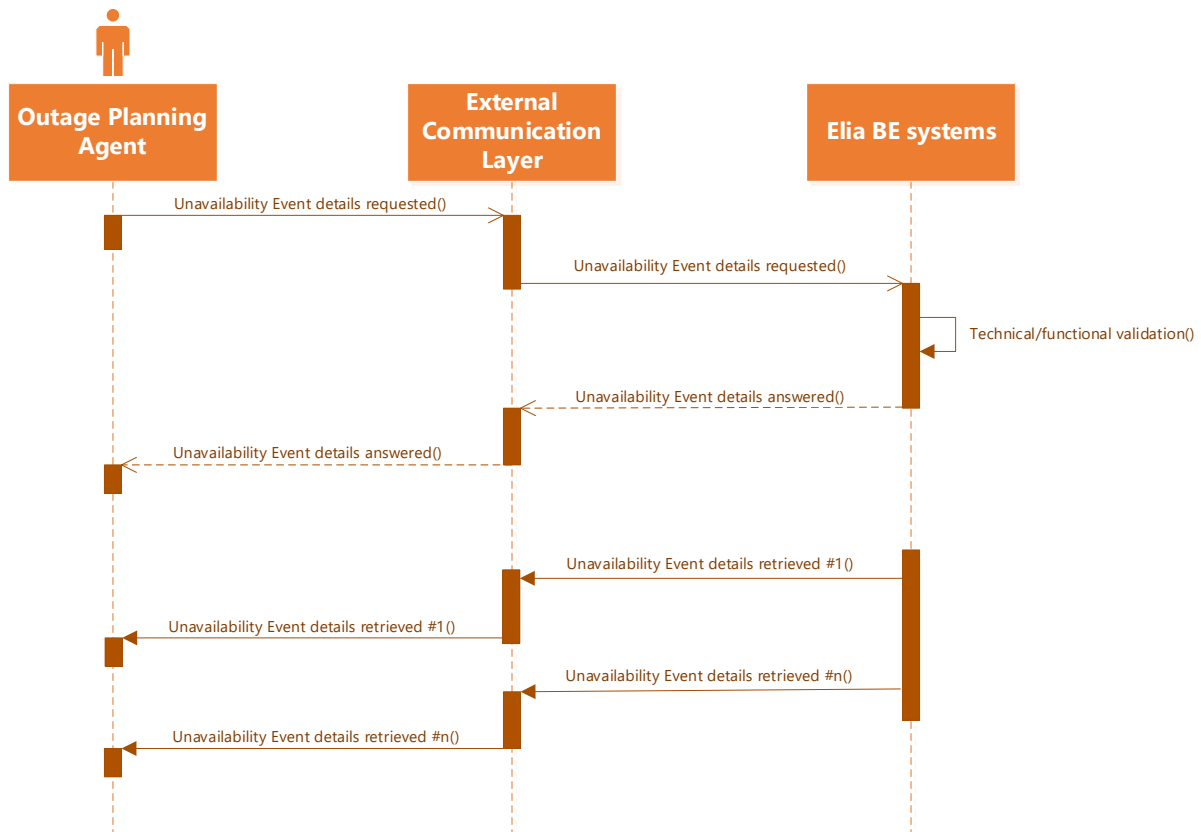 Outage Planning
Agent
External
Communication
Layer
Elia BE systems
Unavailability Event details requested()
Unavailability Event details requested()
Technical/functional validation()
Unavailability Event details answered()
Unavailability Event details answered()
Unavailability Event details retrieved #1()
Unavailability Event details retrieved #1()
Unavailability Event details retrieved #n()
Unavailability Event details retrieved #n()